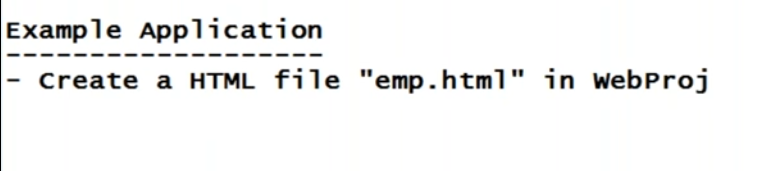 Example Application
-------------------
- Create a HTML file "emp.html" in WebProj